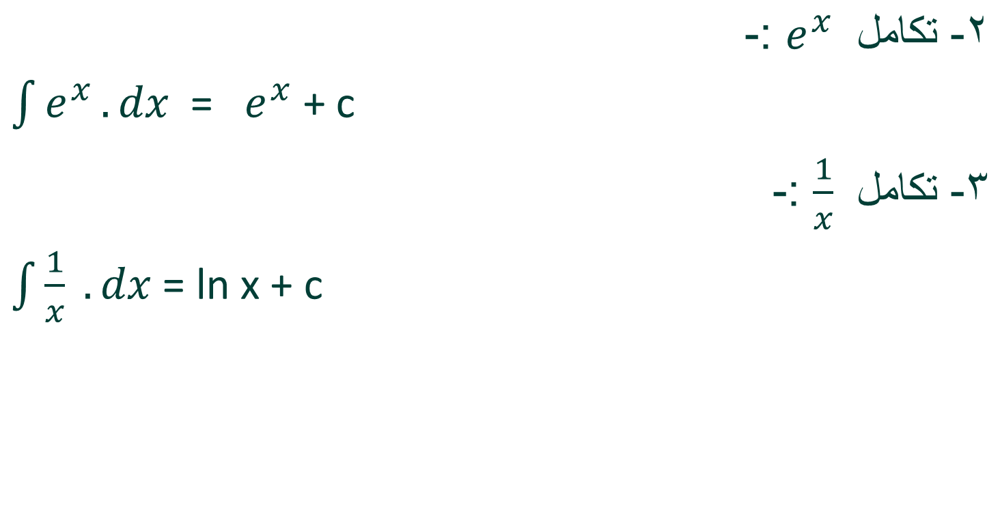 ٢- تكامل e^x :-
∫ e^x . dx = e^x + c
٣- تكامل 1/x :-
∫ 1/x . dx = ln x + c